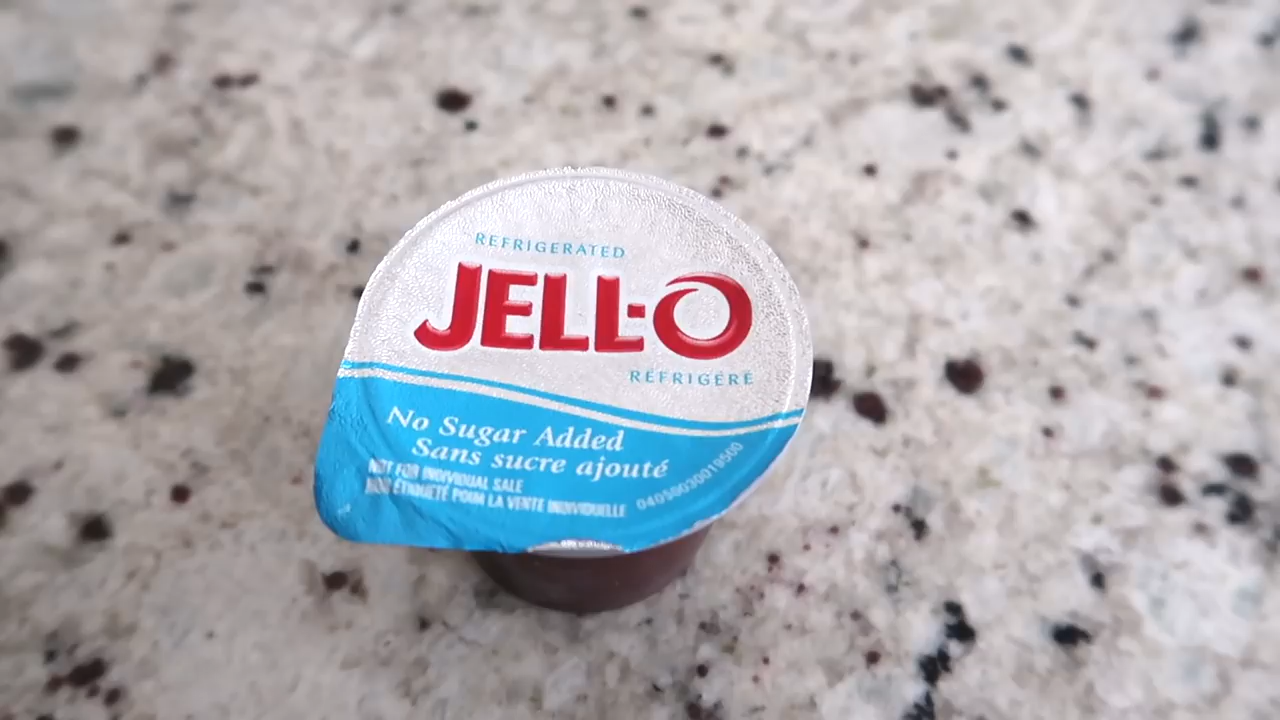 REFRIGERATED
JELL-O
RÉFRIGÉRÉ
No Sugar Added
Sans sucre ajouté
NOT FOR INDIVIDUAL SALE
NON ÉTIQUETÉ POUR LA VENTE INDIVIDUELLE